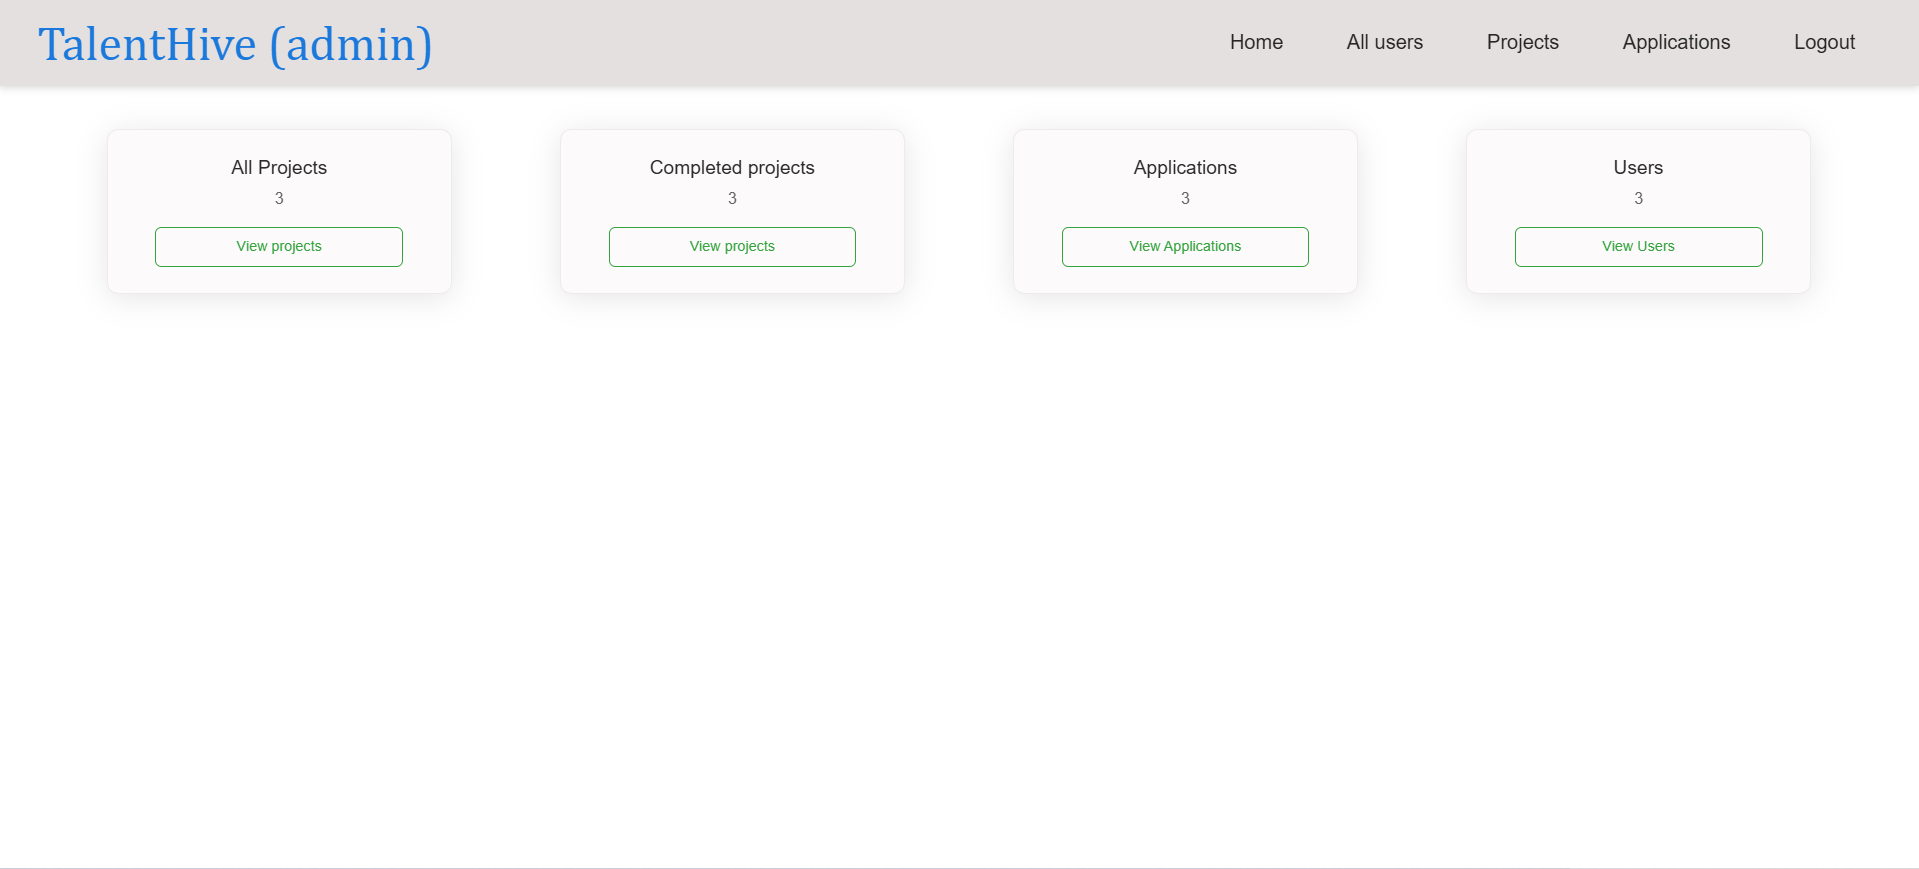 TalentHive (admin)
Home All users Projects Applications Logout
All Projects
3
View projects
Completed projects
3
View projects
Applications
3
View Applications
Users
3
View Users